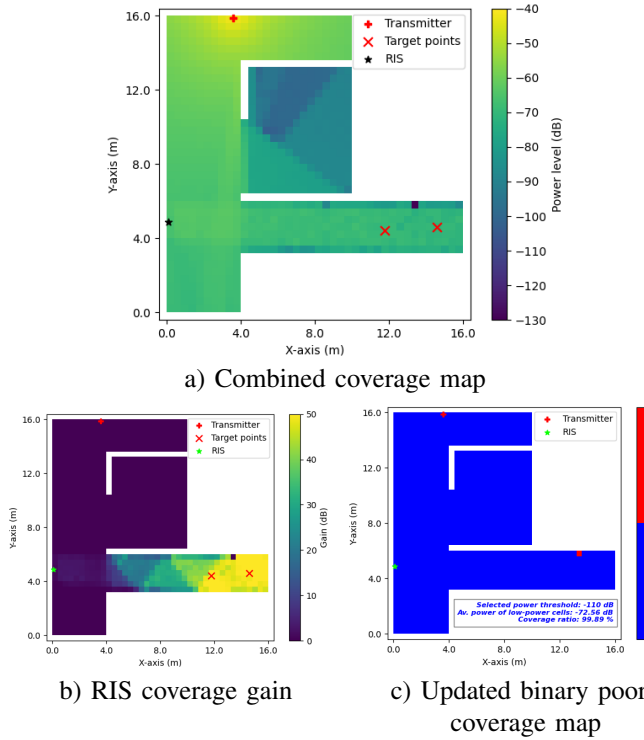 16.0
12.0
8.0
4.0
0.0
Y-axis (m)
0.0 4.0 8.0 12.0 16.0
X-axis (m)
Transmitter
Target points
RIS
−40
−50
−60
−70
−80
−90
−100
−110
−120
−130
Power level (dB)
a) Combined coverage map
16.0
12.0
8.0
4.0
0.0
Y-axis (m)
0.0 4.0 8.0 12.0 16.0
X-axis (m)
Transmitter
Target points
RIS
50
40
30
20
10
0
Gain (dB)
b) RIS coverage gain
16.0
12.0
8.0
4.0
0.0
Y-axis (m)
0.0 4.0 8.0 12.0 16.0
X-axis (m)
Transmitter
RIS
Selected power threshold: -110 dB
Av. power of low-power cells: -72.56 dB
Coverage ratio: 99.89 %
c) Updated binary poor
coverage map